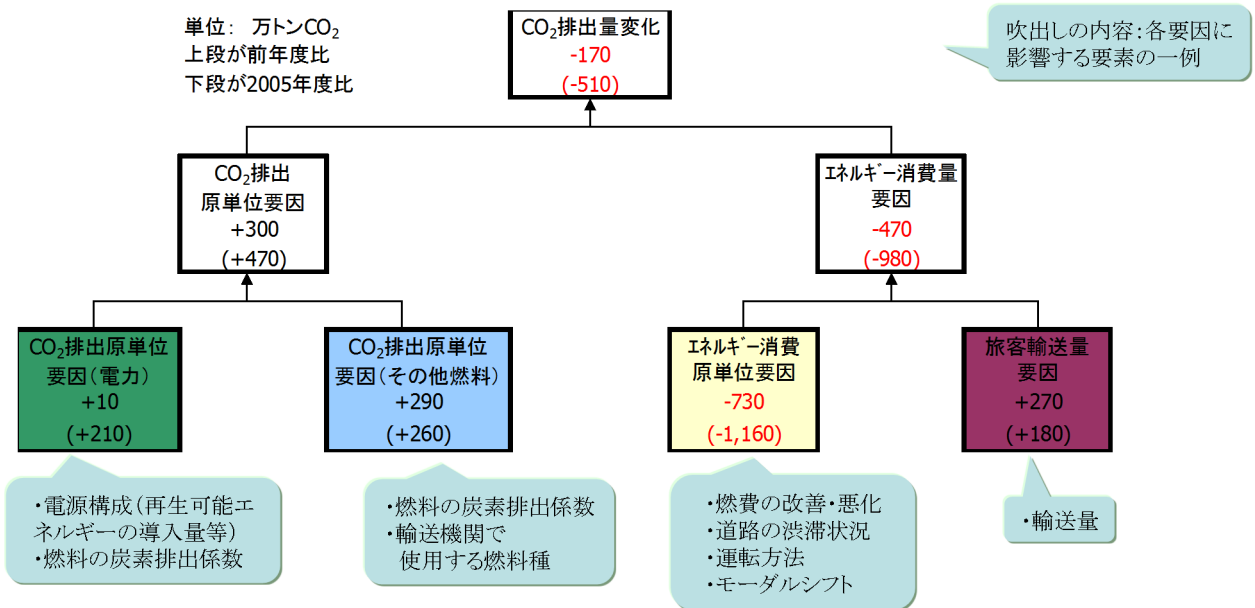 単位： 万トンCO₂
上段が前年度比
下段が2005年度比
CO₂排出量変化
-170
(-510)
吹出しの内容：各要因に
影響する要素の一例
CO₂排出
原単位要因
+300
(+470)
ｴﾈﾙｷﾞｰ消費量
要因
-470
(-980)
CO₂排出原単位
要因（電力）
+10
(+210)
CO₂排出原単位
要因（その他燃料）
+290
(+260)
ｴﾈﾙｷﾞｰ消費
原単位要因
-730
(-1,160)
旅客輸送量
要因
+270
(+180)
・電源構成（再生可能エ
ネルギーの導入量等）
・燃料の炭素排出係数
・燃料の炭素排出係数
・輸送機関で
使用する燃料種
・燃費の改善・悪化
・道路の渋滞状況
・運転方法
・モーダルシフト
・輸送量